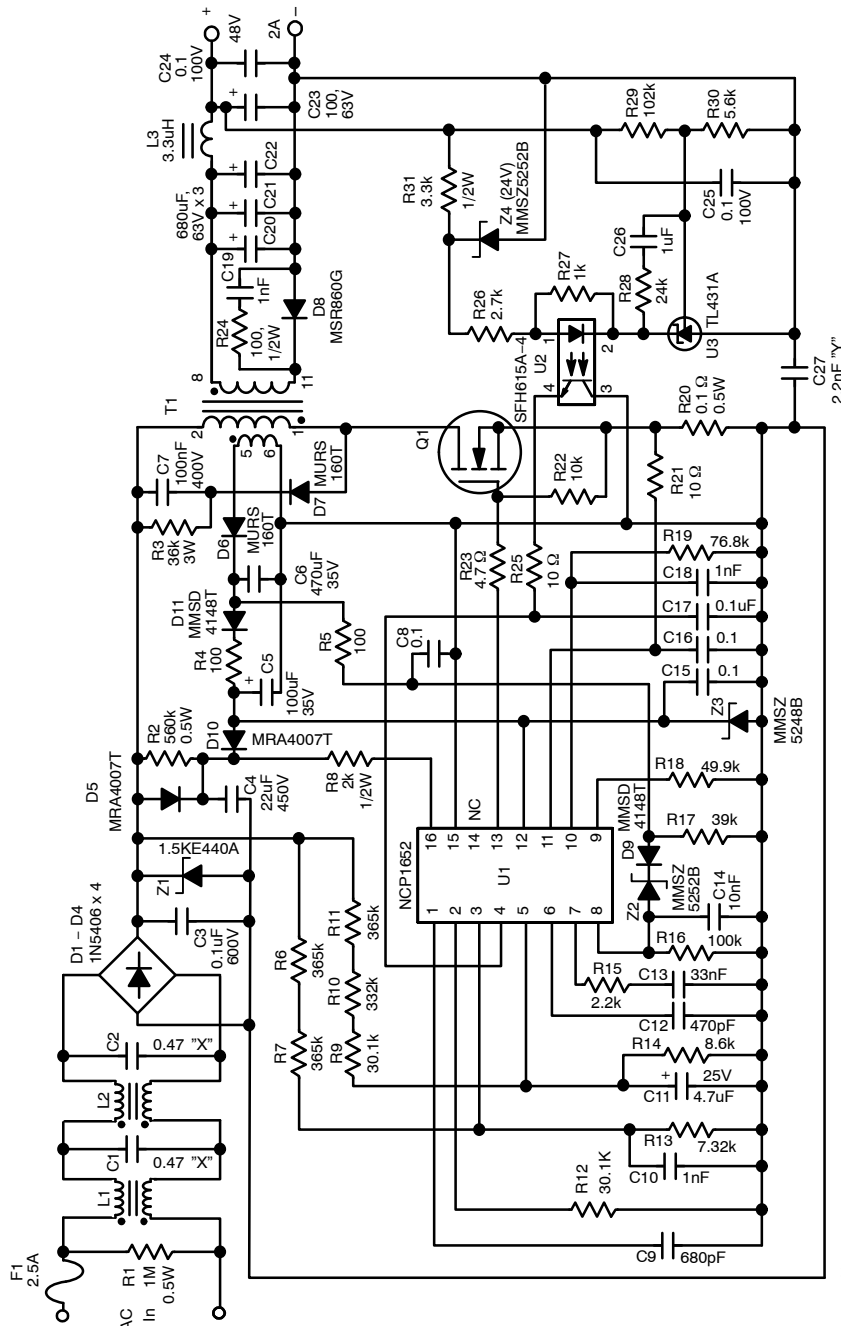 F1
2.5A
AC
In
R1
1M
0.5W
L1
C1
0.47 "X"
L2
C2
0.47 "X"
D1 – D4
1N5406 x 4
C3
0.1uF
600V
Z1
1.5KE440A
D5
MRA4007T
C4
22uF
450V
R2
560k
0.5W
D10
MRA4007T
R8
2k
1/2W
R4
100
D11
MMSD
4148T
C5
+
100uF
35V
C6
470uF
35V
D6
MURS
160T
R3
36k
3W
C7
100nF
400V
D7
MURS
160T
T1
2
1
5
6
8
11
R24
100,
1/2W
C19
1nF
D8
MSR860G
680uF,
63V x 3
C20
+
C21
+
C22
+
L3
3.3uH
C23
100,
63V
+
C24
0.1
100V
+
48V
2A
–
R6
365k
R7
365k
R11
365k
R10
332k
R9
30.1k
R5
100
C8
0.1
R23
4.7 Ω
R25
10 Ω
Q1
R22
10k
R21
10 Ω
R20
0.1 Ω
0.5W
SFH615A-4
U2
4
3
1
2
R26
2.7k
R27
1k
R31
3.3k
1/2W
Z4 (24V)
MMSZ5252B
R28
24k
C26
1uF
U3
TL431A
C25
0.1
100V
R29
102k
R30
5.6k
C27
2.2nF "Y"
NCP1652
U1
1
2
3
4
5
6
7
8
16
15
14
NC
13
12
11
10
9
C9
680pF
R12
30.1K
C10
1nF
R13
7.32k
C11
+
4.7uF
25V
R14
8.6k
C12
470pF
R15
2.2k
C13
33nF
R16
100k
C14
10nF
Z2
MMSZ
5252B
D9
MMSD
4148T
R17
39k
R18
49.9k
Z3
MMSZ
5248B
C15
0.1
C16
0.1
C17
0.1uF
C18
1nF
R19
76.8k